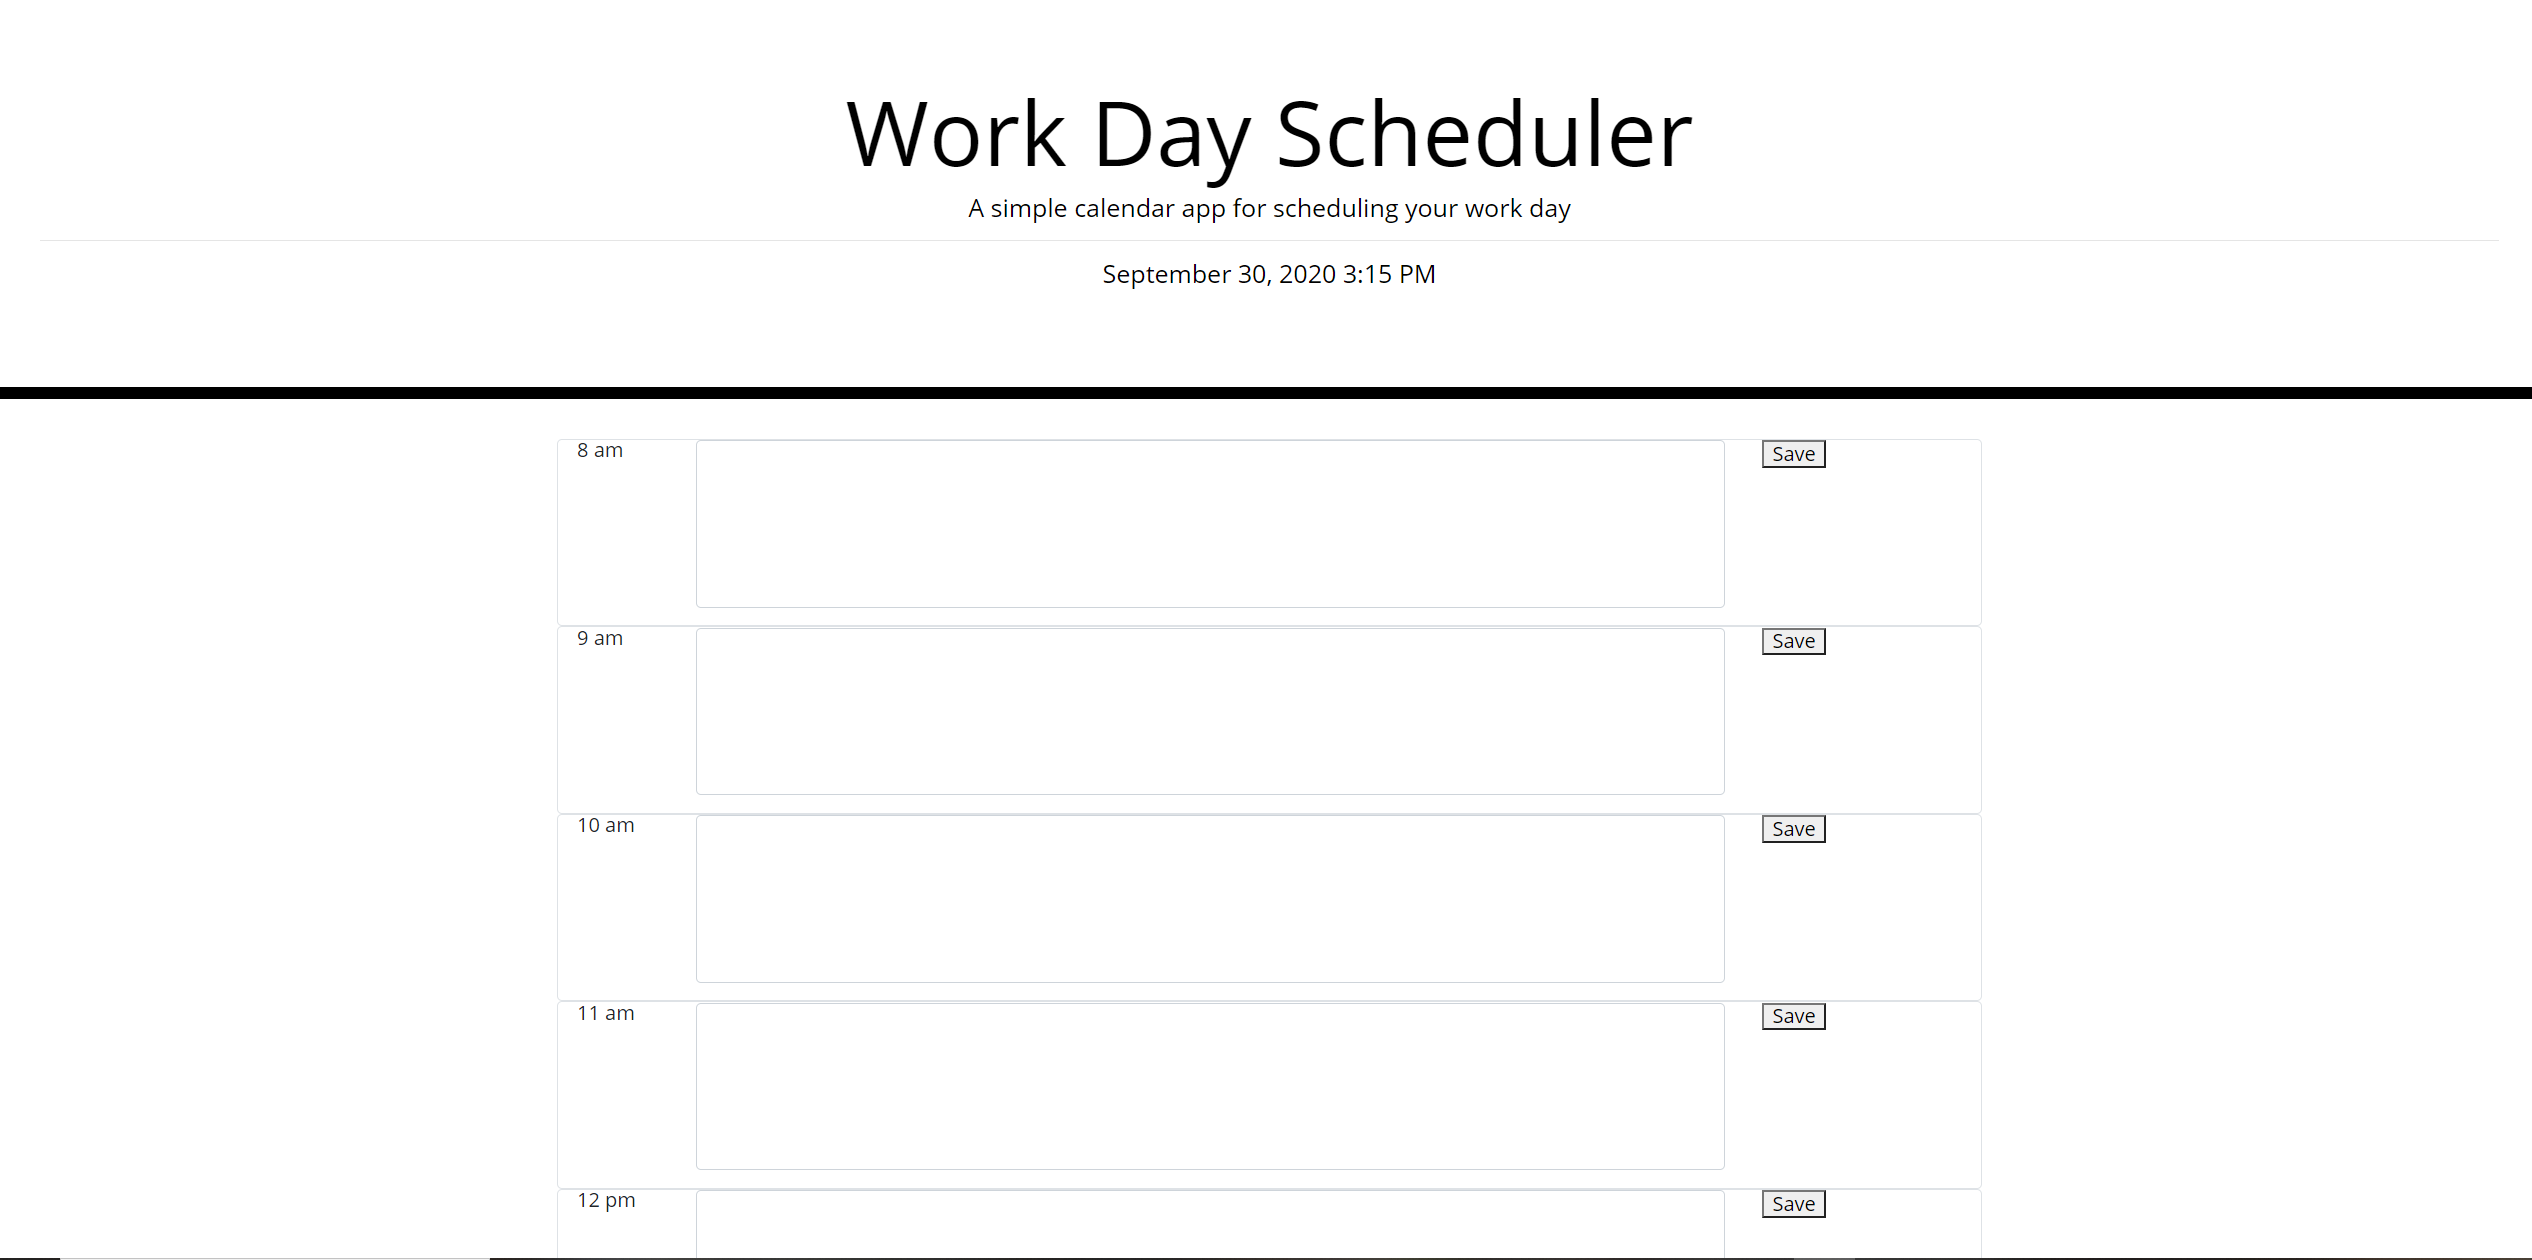 Work Day Scheduler
A simple calendar app for scheduling your work day
September 30, 2020 3:15 PM
8 am
Save
9 am
Save
10 am
Save
11 am
Save
12 pm
Save